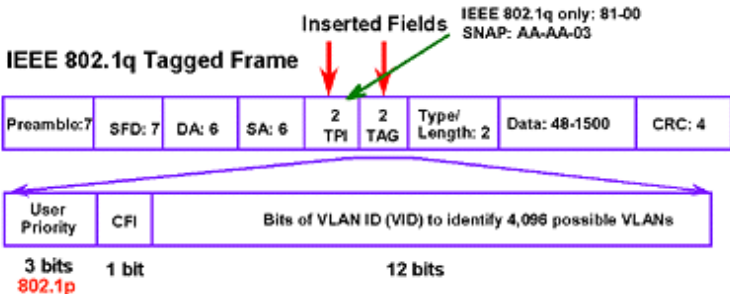 Inserted Fields
IEEE 802.1q only: 81-00
SNAP: AA-AA-03
IEEE 802.1q Tagged Frame
Preamble:7
SFD: 7
DA: 6
SA: 6
2
TPI
2
TAG
Type/
Length: 2
Data: 48-1500
CRC: 4
User
Priority
CFI
Bits of VLAN ID (VID) to identify 4,096 possible VLANs
3 bits
802.1p
1 bit
12 bits